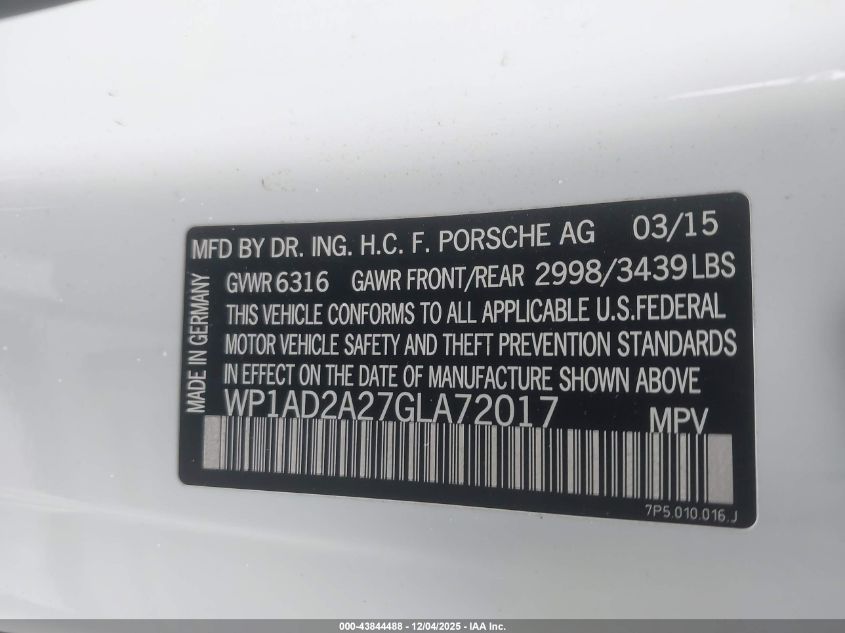 MFD BY DR. ING. H.C. F. PORSCHE AG 03/15
GVWR 6316 GAWR FRONT/REAR 2998/3439 LBS
THIS VEHICLE CONFORMS TO ALL APPLICABLE U.S.FEDERAL
MOTOR VEHICLE SAFETY AND THEFT PREVENTION STANDARDS
IN EFFECT ON THE DATE OF MANUFACTURE SHOWN ABOVE
WP1AD2A27GLA72017 MPV
MADE IN GERMANY
7P5.010.016.J
000-43844488 - 12/04/2025 - IAA Inc.